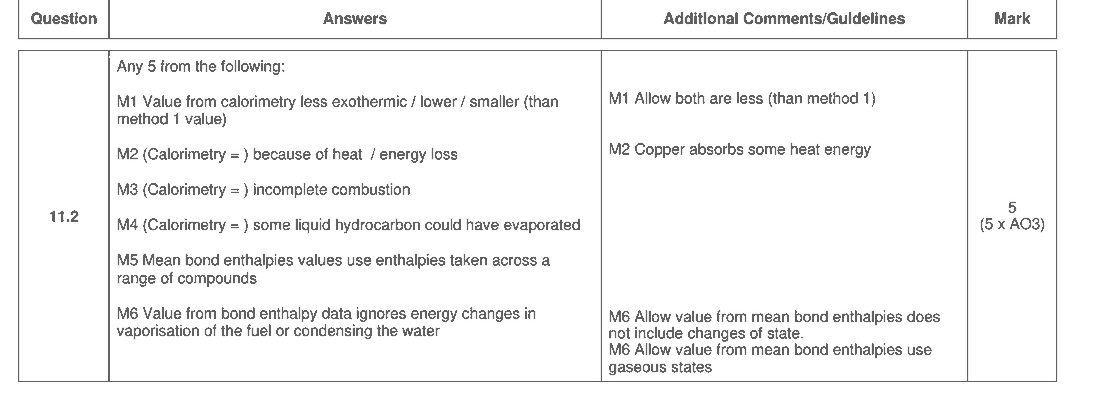 Question Answers Additional Comments/Guidelines Mark
11.2
Any 5 from the following:
M1 Value from calorimetry less exothermic / lower / smaller (than
method 1 value)
M2 (Calorimetry = ) because of heat / energy loss
M3 (Calorimetry = ) incomplete combustion
M4 (Calorimetry = ) some liquid hydrocarbon could have evaporated
M5 Mean bond enthalpies values use enthalpies taken across a
range of compounds
M6 Value from bond enthalpy data ignores energy changes in
vaporisation of the fuel or condensing the water
M1 Allow both are less (than method 1)
M2 Copper absorbs some heat energy
M6 Allow value from mean bond enthalpies does
not include changes of state.
M6 Allow value from mean bond enthalpies use
gaseous states
5
(5 x AO3)